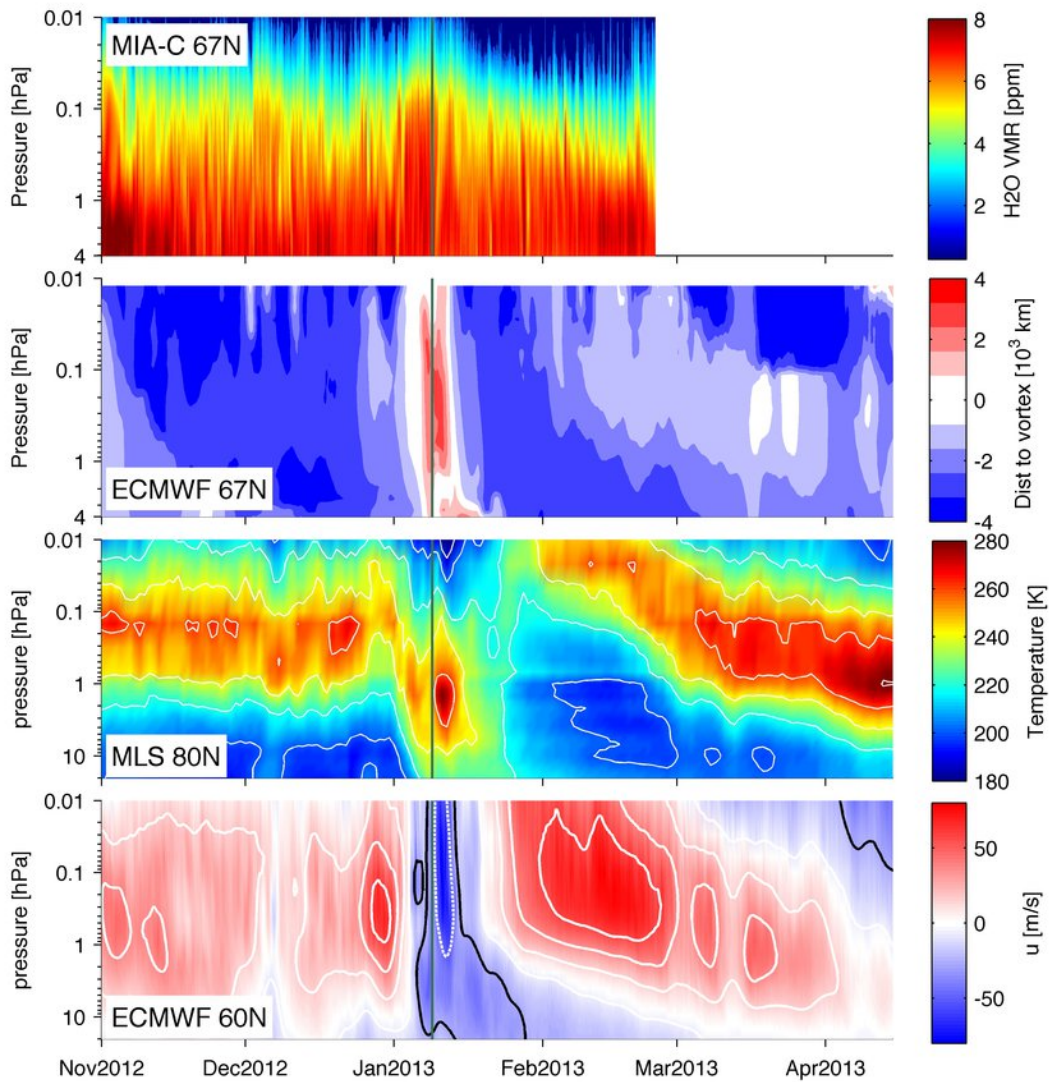 0.01
MIA-C 67N
0.1
1
4
Pressure [hPa]
8
6
4
2
H2O VMR [ppm]
0.01
0.1
1
4
Pressure [hPa]
ECMWF 67N
4
2
0
-2
-4
Dist to vortex [10³ km]
0.01
0.1
1
10
pressure [hPa]
MLS 80N
280
260
240
220
200
180
Temperature [K]
0.01
0.1
1
10
pressure [hPa]
ECMWF 60N
50
0
-50
u [m/s]
Nov2012 Dec2012 Jan2013 Feb2013 Mar2013 Apr2013